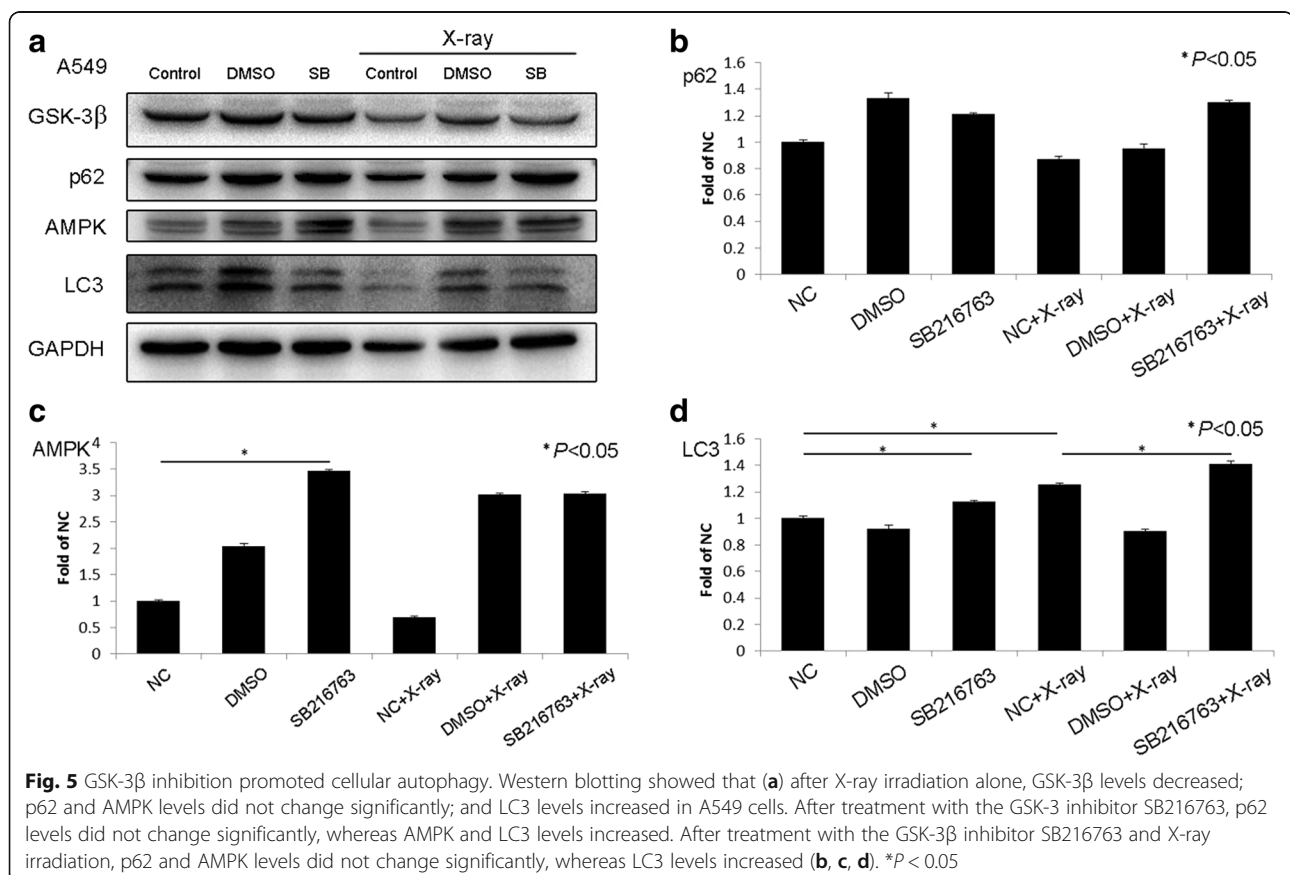 a
X-ray
A549
Control DMSO SB Control DMSO SB
GSK-3β
p62
AMPK
LC3
GAPDH
b
p62
*P<0.05
Fold of NC
1.6
1.4
1.2
1
0.8
0.6
0.4
0.2
0
NC
DMSO
SB216763
NC+X-ray
DMSO+X-ray
SB216763+X-ray
c
AMPK
*P<0.05
*
Fold of NC
4
3.5
3
2.5
2
1.5
1
0.5
0
NC
DMSO
SB216763
NC+X-ray
DMSO+X-ray
SB216763+X-ray
d
LC3
*P<0.05
*
*
*
Fold of NC
1.6
1.4
1.2
1
0.8
0.6
0.4
0.2
0
NC
DMSO
SB216763
NC+X-ray
DMSO+X-ray
SB216763+X-ray
Fig. 5 GSK-3β inhibition promoted cellular autophagy. Western blotting showed that (a) after X-ray irradiation alone, GSK-3β levels decreased;
p62 and AMPK levels did not change significantly; and LC3 levels increased in A549 cells. After treatment with the GSK-3 inhibitor SB216763, p62
levels did not change significantly, whereas AMPK and LC3 levels increased. After treatment with the GSK-3β inhibitor SB216763 and X-ray
irradiation, p62 and AMPK levels did not change significantly, whereas LC3 levels increased (b, c, d). *P < 0.05